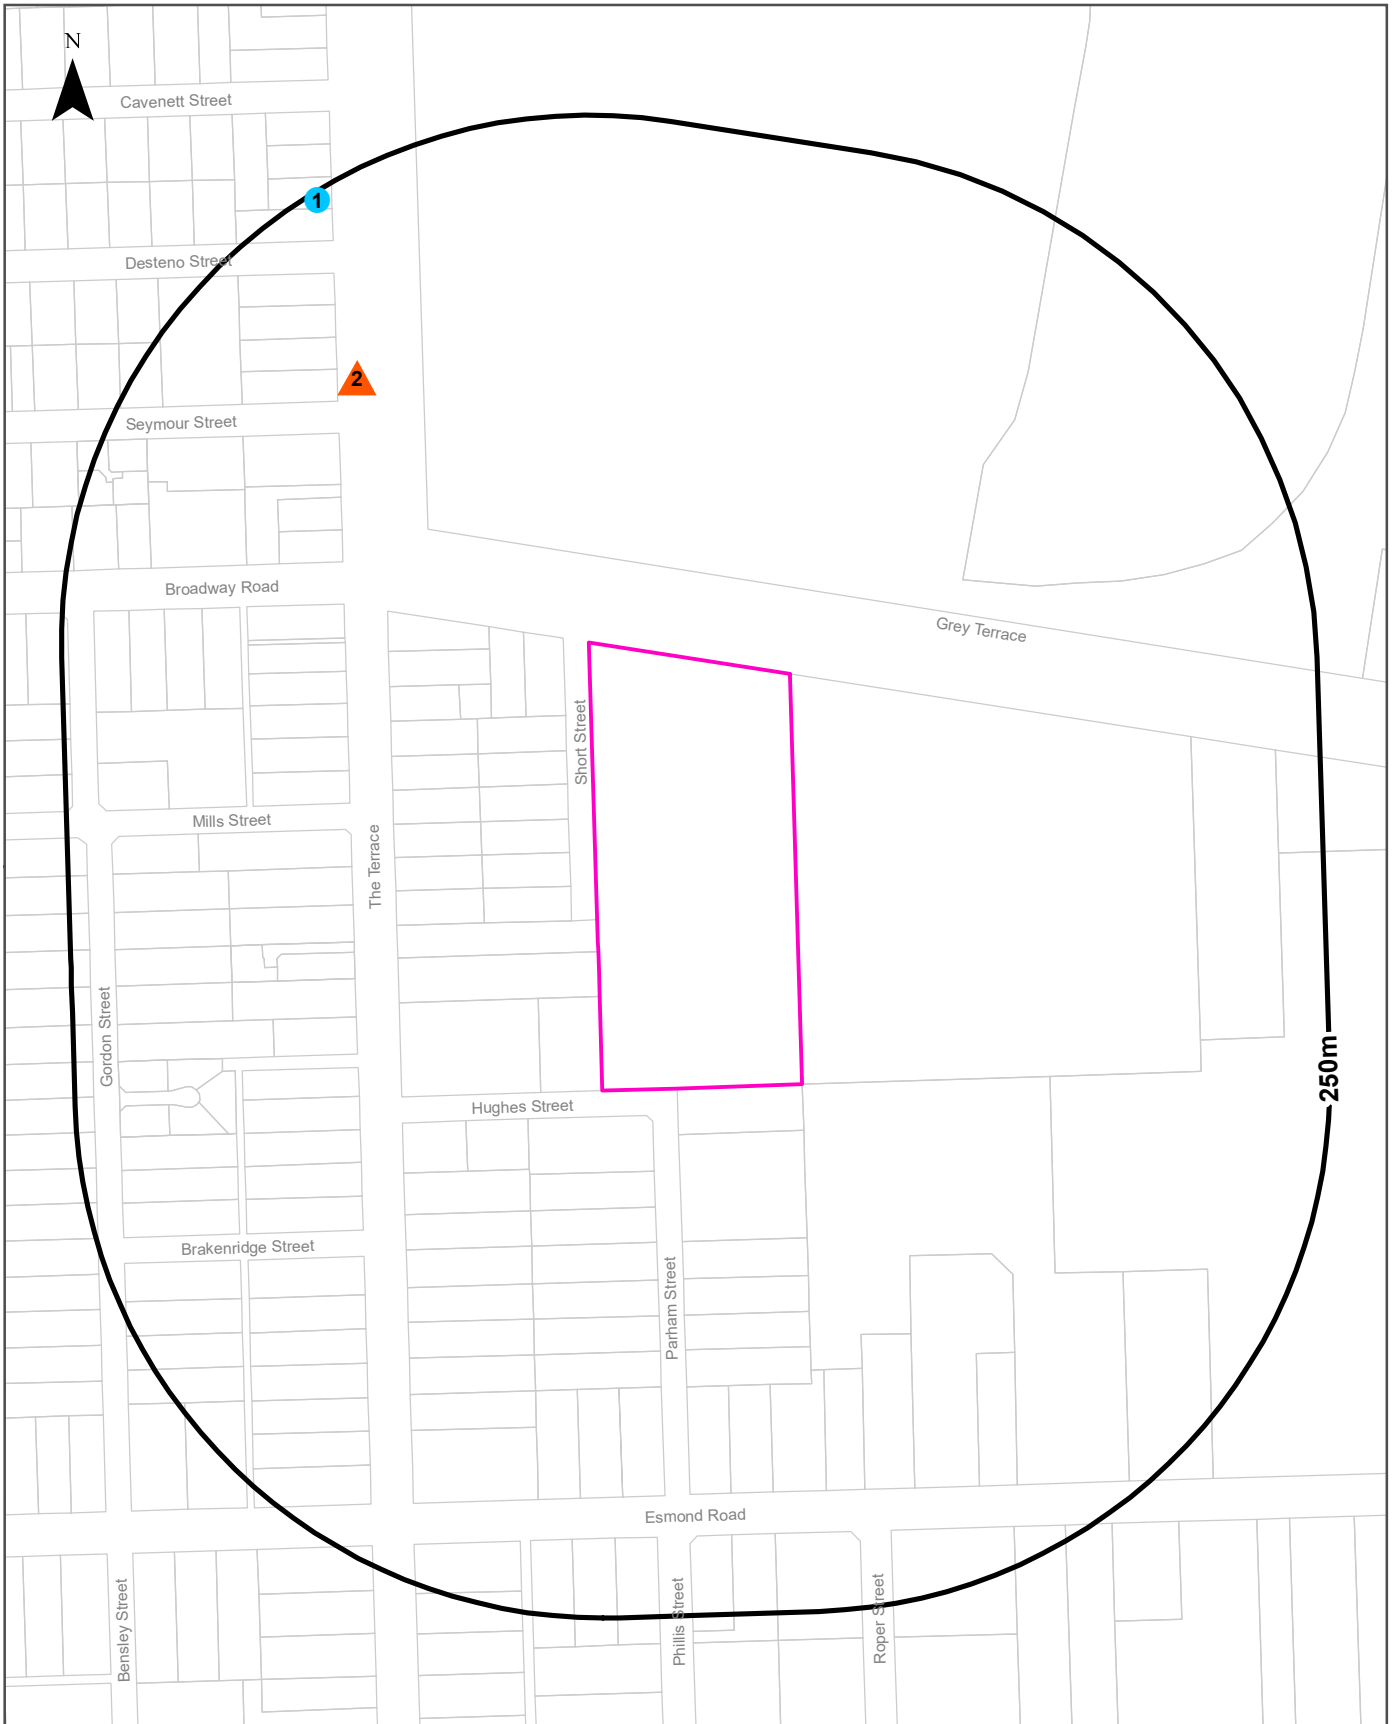 N
Cavenett Street
1
Desteno Street
2
Seymour Street
Broadway Road
Grey Terrace
Short Street
Mills Street
The Terrace
Gordon Street
250m
Hughes Street
Brakenridge Street
Parham Street
Esmond Road
Bensley Street
Phillis Street
Roper Street